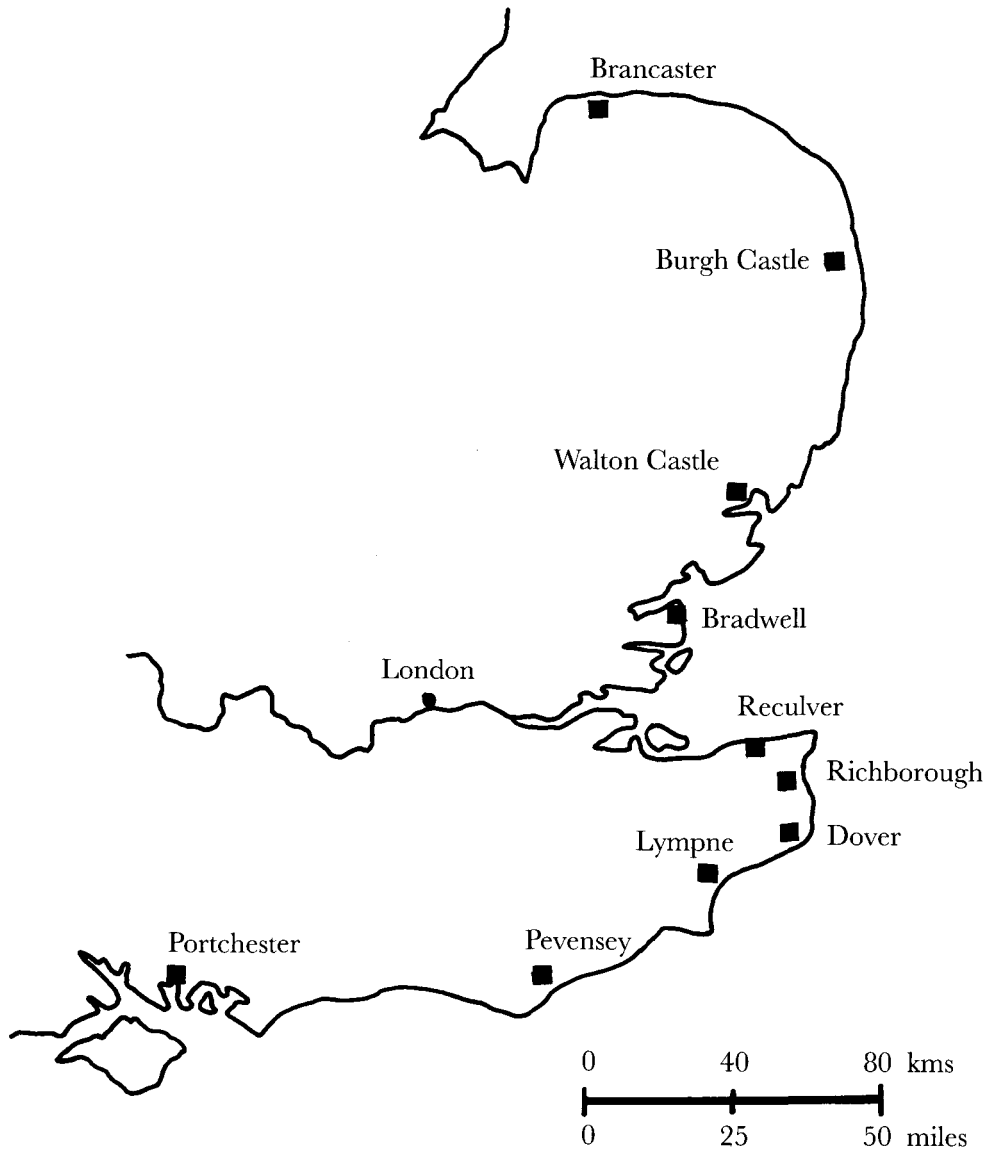 Brancaster
Burgh Castle
Walton Castle
Bradwell
London
Reculver
Richborough
Dover
Lympne
Portchester
Pevensey
0 40 80 kms
0 25 50 miles